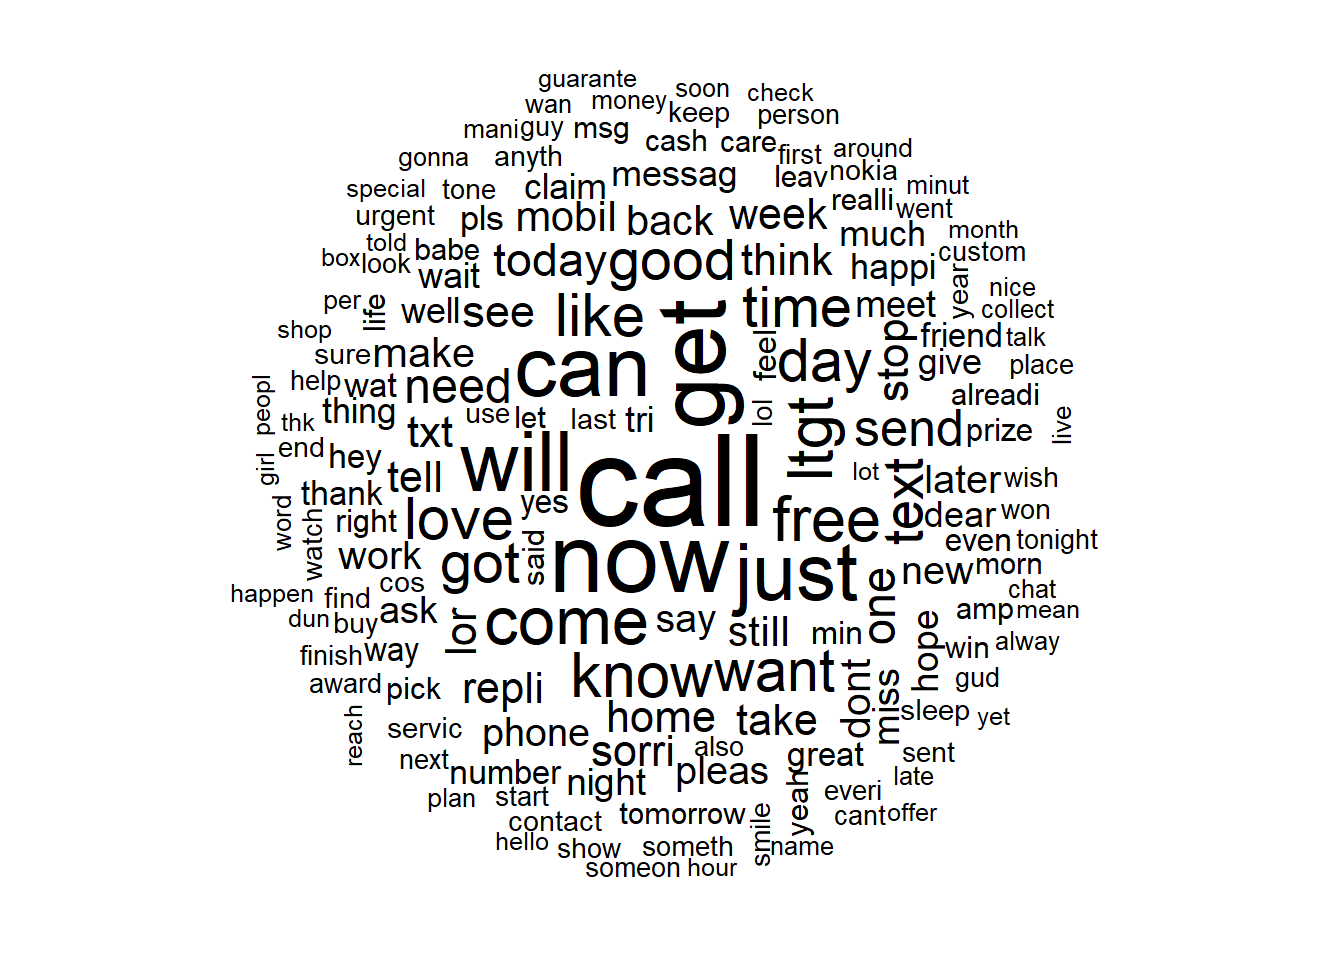 guarante
wan money soon check
mani guy msg keep person
cash care first around
gonna anyth messag leav nokia
special tone claim realli minut
urgent pls mobil back week went
told babe much month
box look wait today good think happi custom
per life well see like get time meet year nice collect
shop sure make can feel day stop friend talk
help wat need give place
peopl thing use let last tri lol ltgt alreadi
thk txt send prize live
girl end hey tell will call lot text later wish
word thank yes free dear won
watch right love said now just even tonight
work got new morn
happen find cos ask come one chat
dun buy lor say still min amp mean
finish way hope win alway
award pick repli know want dont miss gud
reach servic phone home take sleep yet
next sorri also great sent
number night pleas late
plan start yeah everi
contact tomorrow smile cant offer
hello show someth name
someon hour